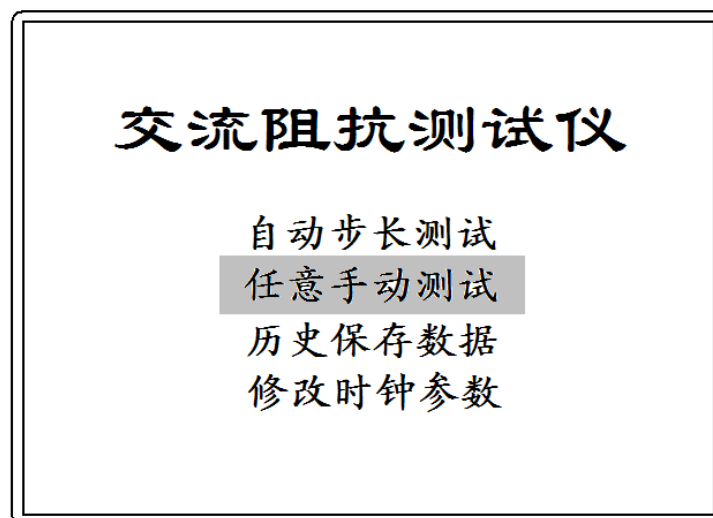 交流阻抗测试仪
自动步长测试
任意手动测试
历史保存数据
修改时钟参数